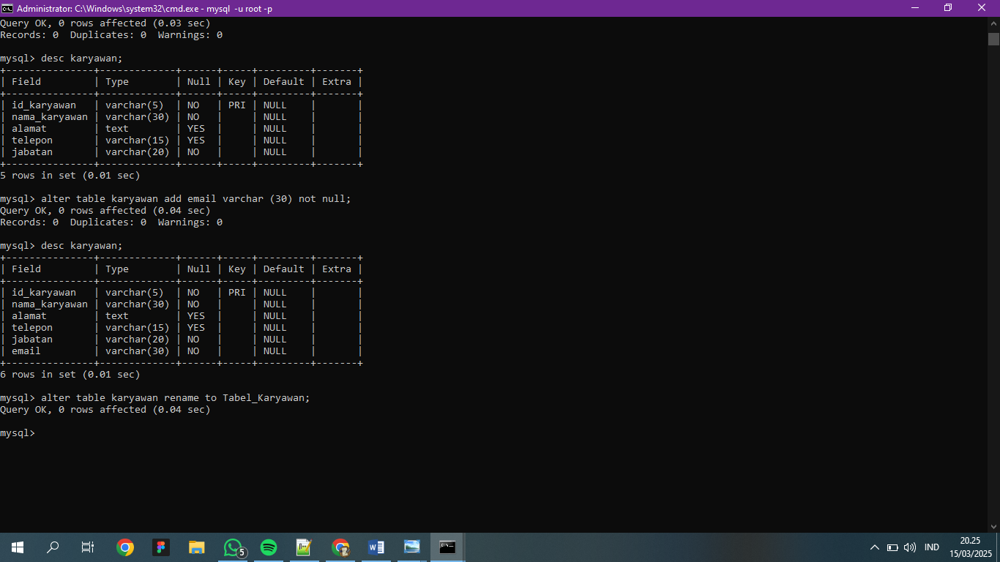 Administrator: C:\Windows\system32\cmd.exe - mysql  -u root -p
Query OK, 0 rows affected (0.03 sec)
Records: 0  Duplicates: 0  Warnings: 0
mysql> desc karyawan;
+---------------+-------------+------+-----+---------+-------+
| Field         | Type        | Null | Key | Default | Extra |
+---------------+-------------+------+-----+---------+-------+
| id_karyawan   | varchar(5)  | NO   | PRI | NULL    |       |
| nama_karyawan | varchar(30) | NO   |     | NULL    |       |
| alamat        | text        | YES  |     | NULL    |       |
| telepon       | varchar(15) | YES  |     | NULL    |       |
| jabatan       | varchar(20) | NO   |     | NULL    |       |
+---------------+-------------+------+-----+---------+-------+
5 rows in set (0.01 sec)
mysql> alter table karyawan add email varchar (30) not null;
Query OK, 0 rows affected (0.04 sec)
Records: 0  Duplicates: 0  Warnings: 0
mysql> desc karyawan;
+---------------+-------------+------+-----+---------+-------+
| Field         | Type        | Null | Key | Default | Extra |
+---------------+-------------+------+-----+---------+-------+
| id_karyawan   | varchar(5)  | NO   | PRI | NULL    |       |
| nama_karyawan | varchar(30) | NO   |     | NULL    |       |
| alamat        | text        | YES  |     | NULL    |       |
| telepon       | varchar(15) | YES  |     | NULL    |       |
| jabatan       | varchar(20) | NO   |     | NULL    |       |
| email         | varchar(30) | NO   |     | NULL    |       |
+---------------+-------------+------+-----+---------+-------+
6 rows in set (0.01 sec)
mysql> alter table karyawan rename to Tabel_Karyawan;
Query OK, 0 rows affected (0.04 sec)
mysql>
5
IND
20.25
15/03/2025